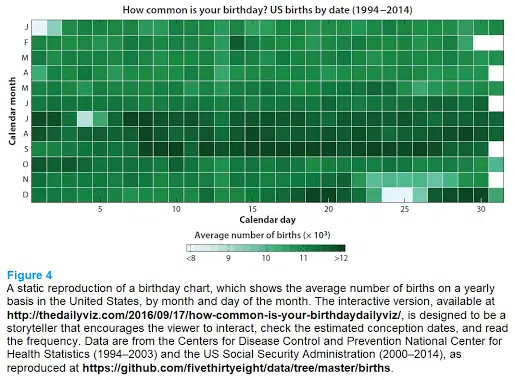 How common is your birthday? US births by date (1994–2014)
Calendar month
J
F
M
A
M
J
J
A
S
O
N
D
5 10 15 20 25 30
Calendar day
Average number of births (× 10³)
<8 9 10 11 >12
Figure 4
A static reproduction of a birthday chart, which shows the average number of births on a yearly
basis in the United States, by month and day of the month. The interactive version, available at
http://thedailyviz.com/2016/09/17/how-common-is-your-birthdaydailyviz/, is designed to be a
storyteller that encourages the viewer to interact, check the estimated conception dates, and read
the frequency. Data are from the Centers for Disease Control and Prevention National Center for
Health Statistics (1994–2003) and the US Social Security Administration (2000–2014), as
reproduced at https://github.com/fivethirtyeight/data/tree/master/births.